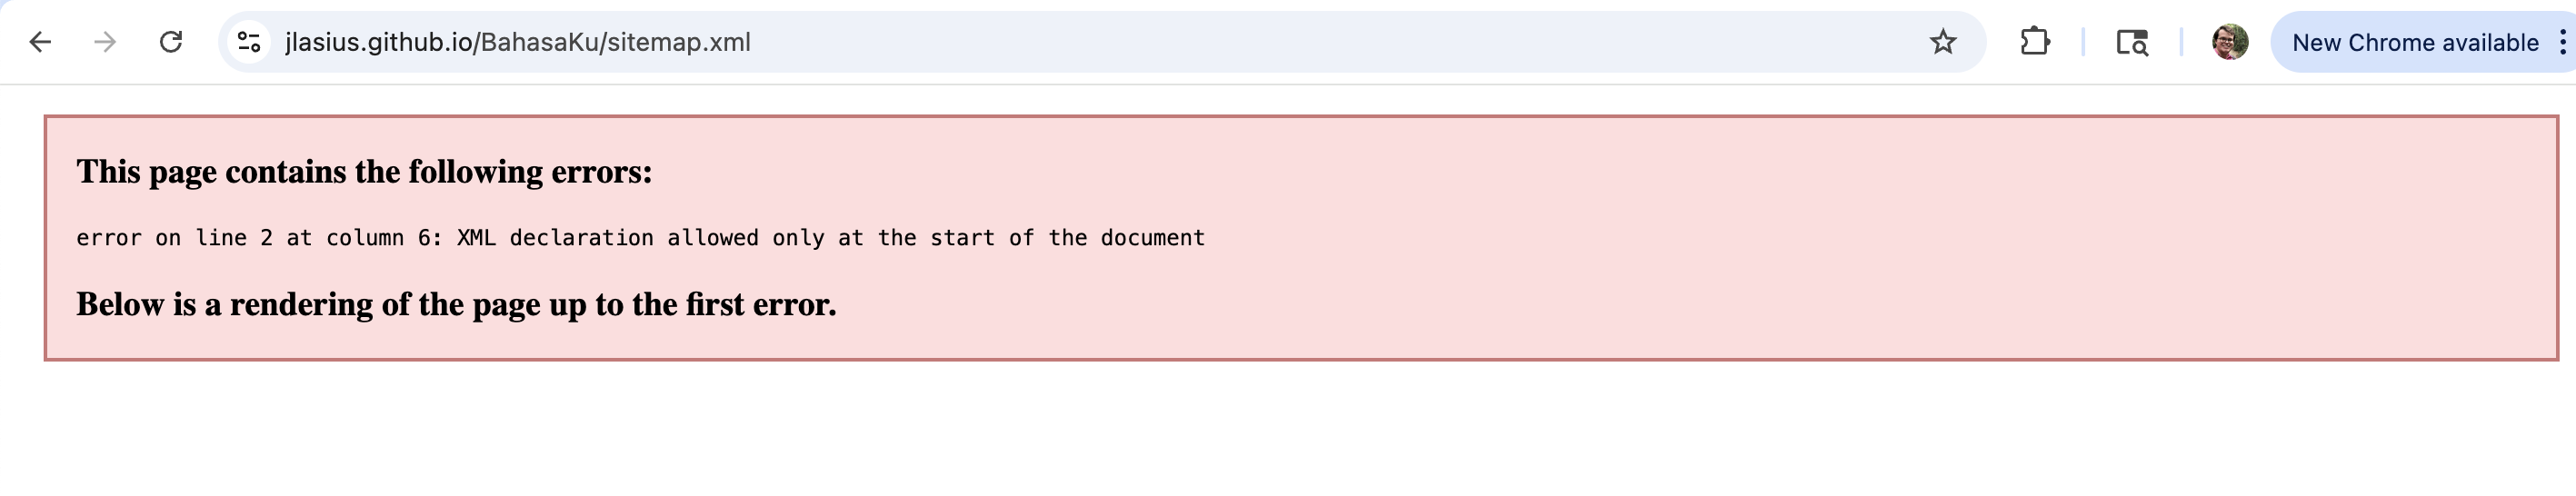 jlasius.github.io/BahasaKu/sitemap.xml
New Chrome available
This page contains the following errors:
error on line 2 at column 6: XML declaration allowed only at the start of the document
Below is a rendering of the page up to the first error.